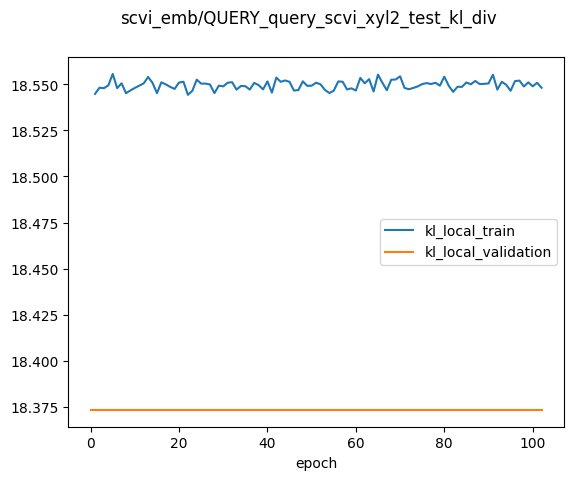 scvi_emb/QUERY_query_scvi_xyl2_test_kl_div
18.550
18.525
18.500
18.475
18.450
18.425
18.400
18.375
kl_local_train
kl_local_validation
0 20 40 60 80 100
epoch